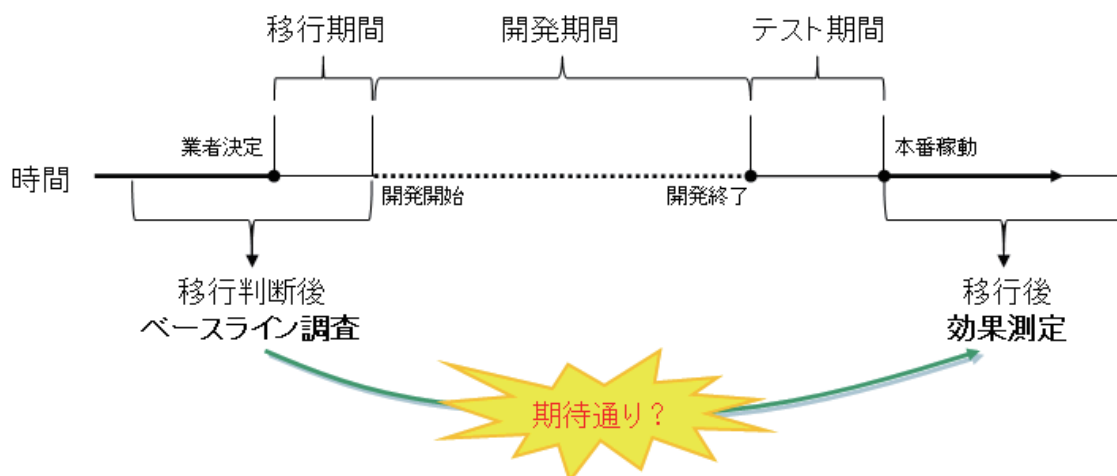 移行期間
開発期間
テスト期間
業者決定
本番稼動
時間
開発開始
開発終了
移行判断後
ベースライン調査
移行後
効果測定
期待通り？